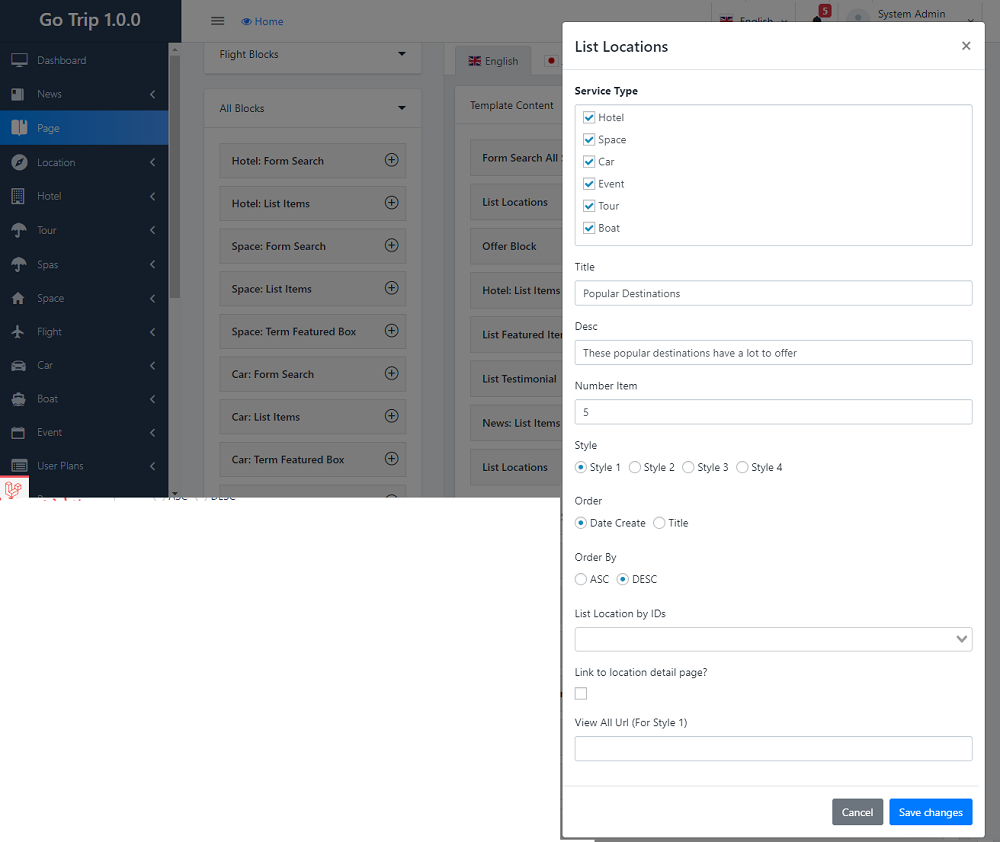 Go Trip 1.0.0
Home
English
5
System Admin
Dashboard
News
Page
Location
Hotel
Tour
Spas
Space
Flight
Car
Boat
Event
User Plans
Flight Blocks
All Blocks
Hotel: Form Search
Hotel: List Items
Space: Form Search
Space: List Items
Space: Term Featured Box
Car: Form Search
Car: List Items
Car: Term Featured Box
English
Template Content
Form Search All
List Locations
Offer Block
Hotel: List Items
List Featured
List Testimonial
News: List Items
List Locations
ASC DESC
List Locations
Service Type
Hotel
Space
Car
Event
Tour
Boat
Title
Popular Destinations
Desc
These popular destinations have a lot to offer
Number Item
5
Style
Style 1 Style 2 Style 3 Style 4
Order
Date Create Title
Order By
ASC DESC
List Location by IDs
Link to location detail page?
View All Url (For Style 1)
Cancel Save changes